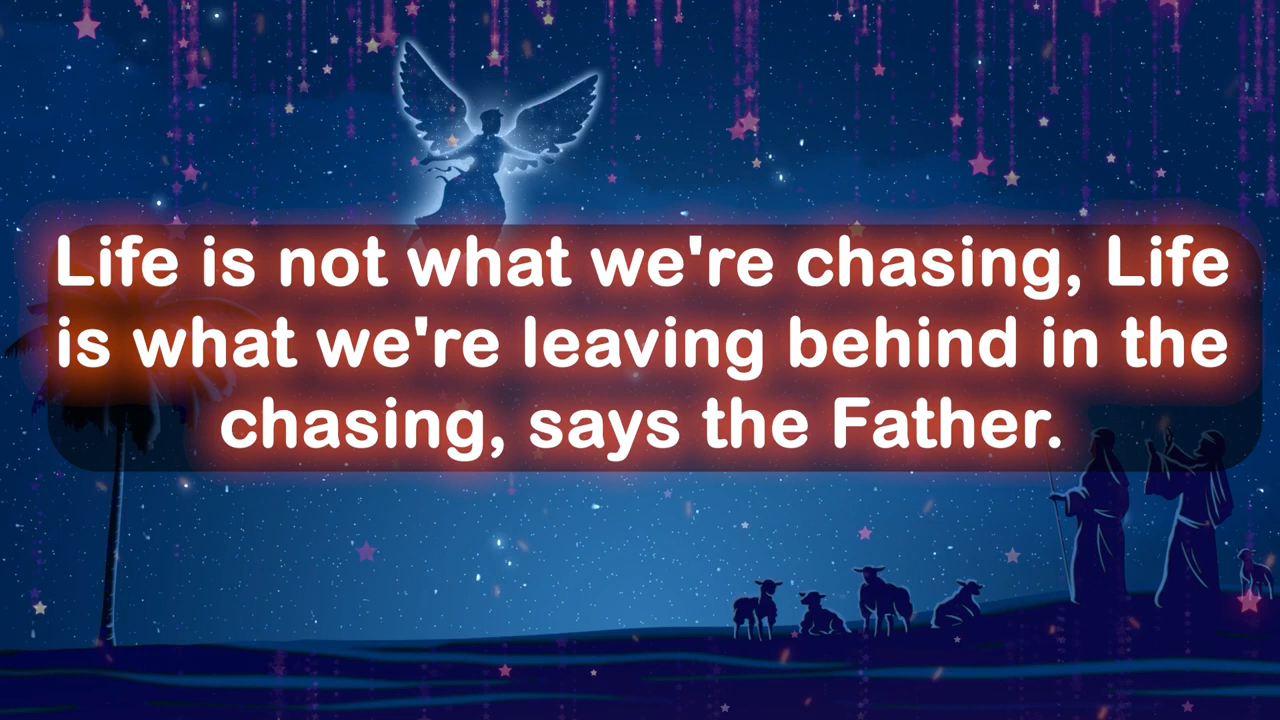 Life is not what we're chasing, Life
is what we're leaving behind in the
chasing, says the Father.